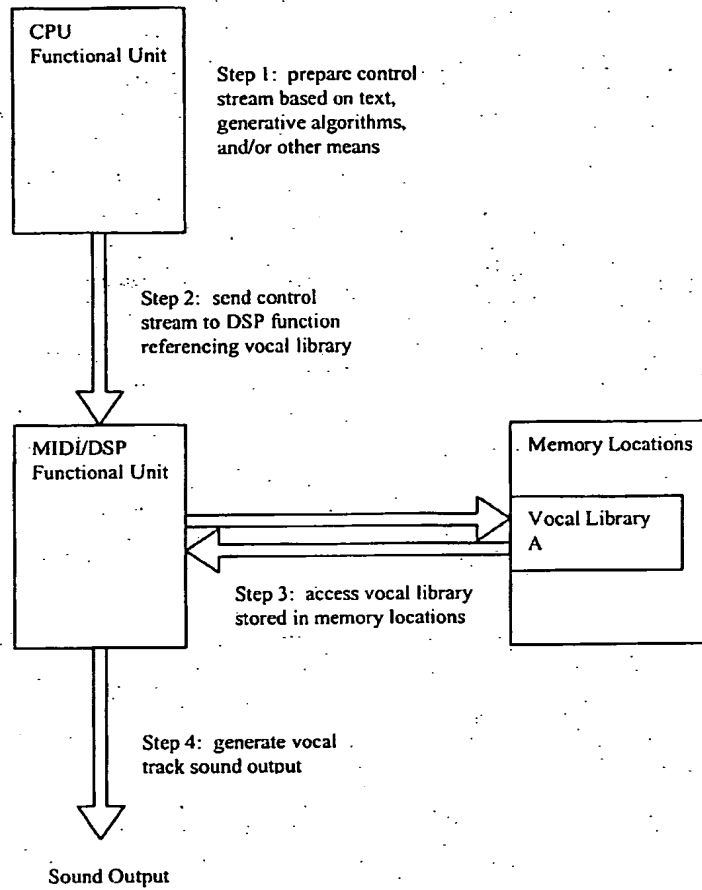 CPU
Functional Unit
Step 1: prepare control
stream based on text,
generative algorithms,
and/or other means
Step 2: send control
stream to DSP function
referencing vocal library
MIDI/DSP
Functional Unit
Memory Locations
Vocal Library
A
Step 3: access vocal library
stored in memory locations
Step 4: generate vocal
track sound output
Sound Output